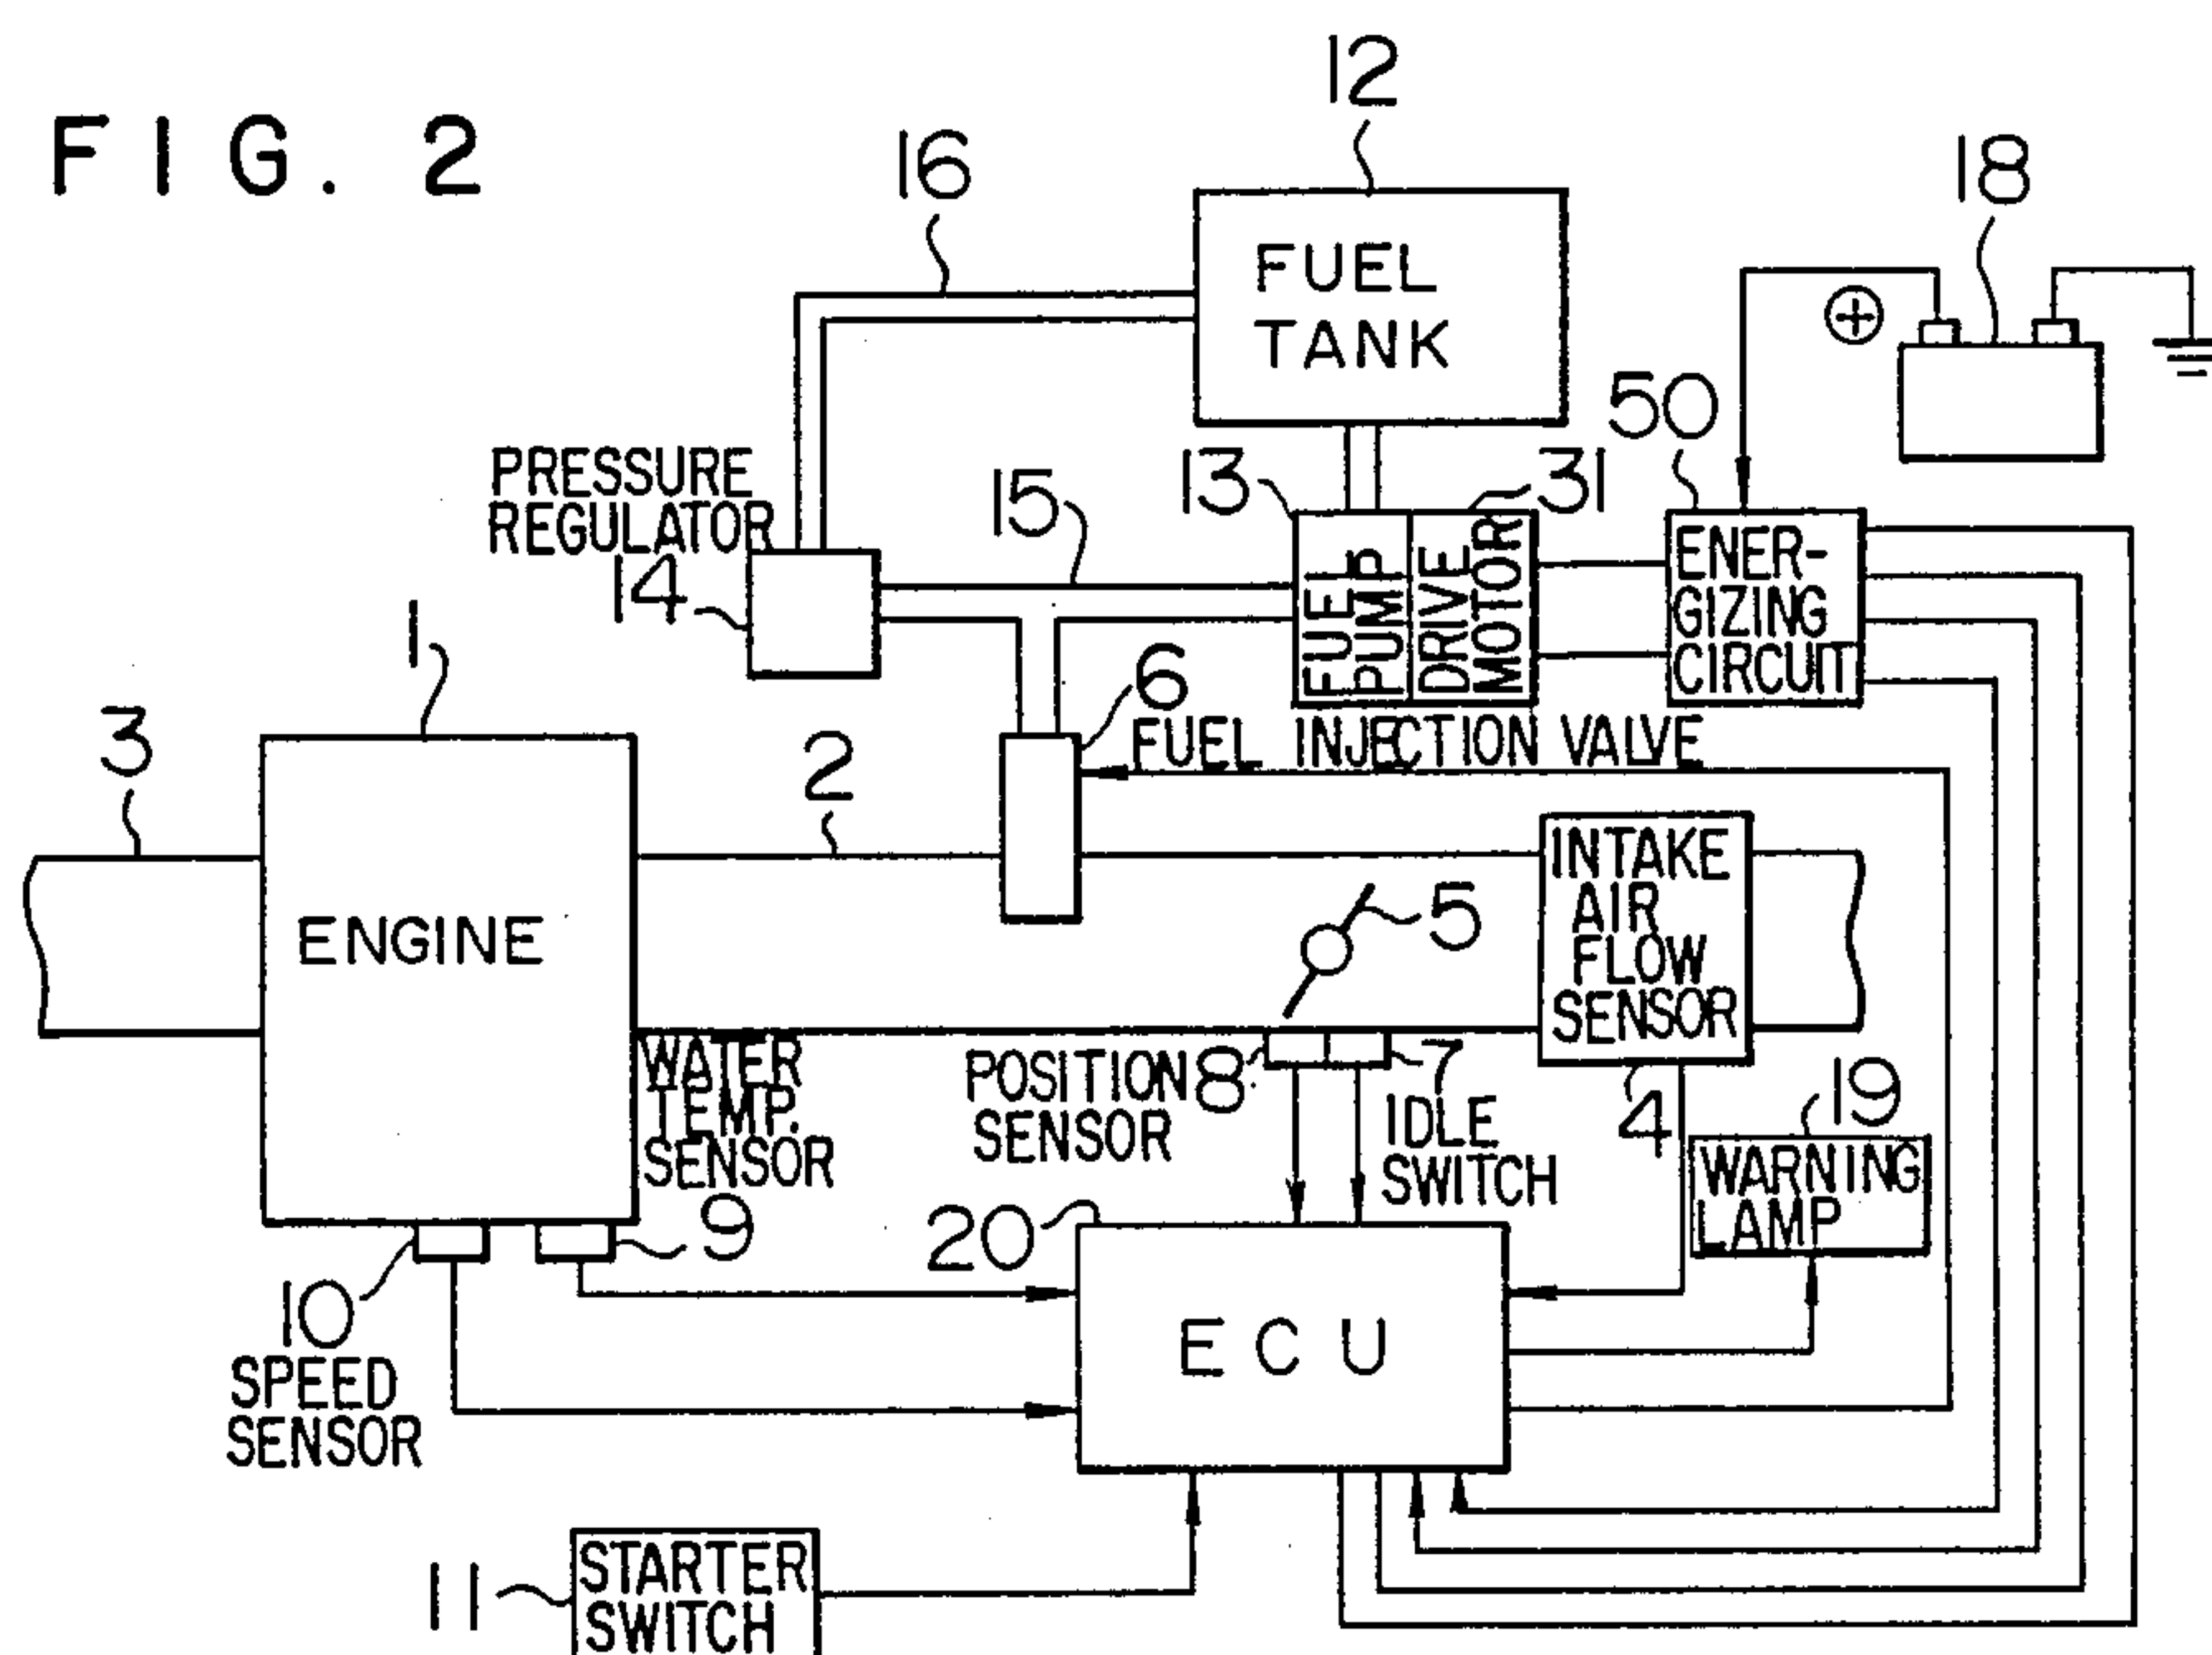 FIG. 2
12
16
18
FUEL
TANK
50
PRESSURE
REGULATOR
14
15
13
31
FUEL
PUMP
DRIVE
MOTOR
ENER-
GIZING
CIRCUIT
1
6
FUEL INJECTION VALVE
3
2
INTAKE
AIR
FLOW
SENSOR
5
ENGINE
WATER
TEMP.
SENSOR
9
POSITION
SENSOR
8
7
IDLE
SWITCH
4
19
WARNING
LAMP
20
10
SPEED
SENSOR
ECU
11
STARTER
SWITCH